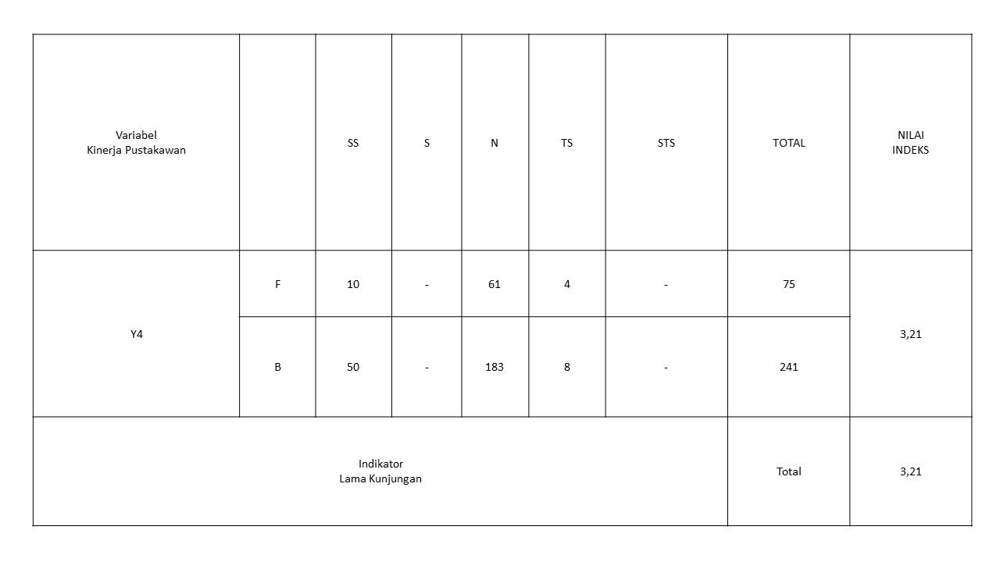 Variabel
Kinerja Pustakawan
SS
S
N
TS
STS
TOTAL
NILAI
INDEKS
Y4
F
10
-
61
4
-
75
3,21
B
50
-
183
8
-
241
Indikator
Lama Kunjungan
Total
3,21